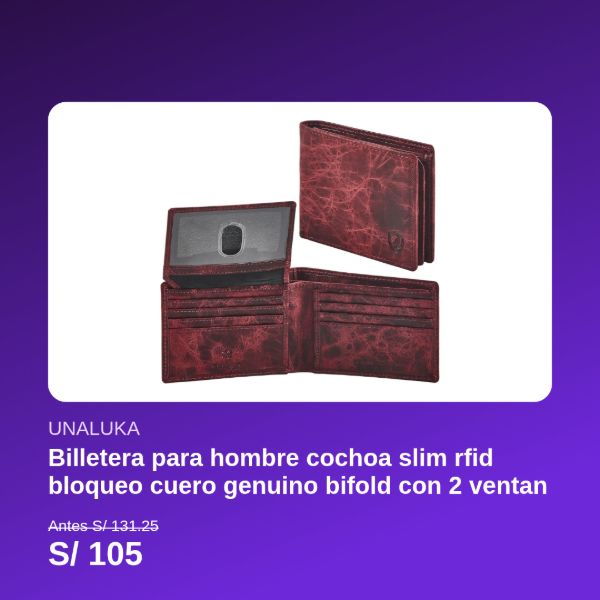 UNALUKA
Billetera para hombre cochoa slim rfid
bloqueo cuero genuino bifold con 2 ventan
Antes S/ 131.25
S/ 105